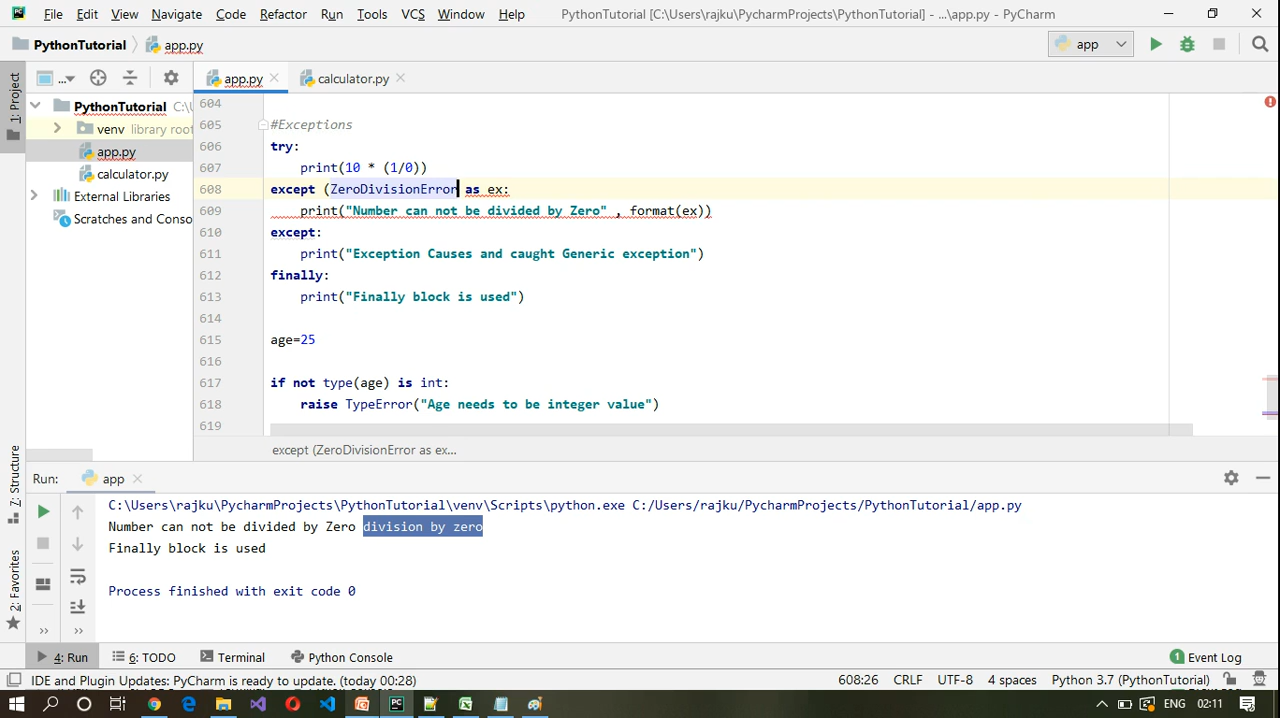 File Edit View Navigate Code Refactor Run Tools VCS Window Help PythonTutorial [C:\Users\rajku\PycharmProjects\PythonTutorial] - ...\app.py - PyCharm
PythonTutorial app.py app
... app.py calculator.py
1: Project
PythonTutorial C:\U
venv library root
app.py
calculator.py
External Libraries
Scratches and Conso
604
605 #Exceptions
606 try:
607 print(10 * (1/0))
608 except (ZeroDivisionError as ex:
609 print("Number can not be divided by Zero" , format(ex))
610 except:
611 print("Exception Causes and caught Generic exception")
612 finally:
613 print("Finally block is used")
614
615 age=25
616
617 if not type(age) is int:
618 raise TypeError("Age needs to be integer value")
619
except (ZeroDivisionError as ex...
7: Structure
2: Favorites
Run: app
C:\Users\rajku\PycharmProjects\PythonTutorial\venv\Scripts\python.exe C:/Users/rajku/PycharmProjects/PythonTutorial/app.py
Number can not be divided by Zero division by zero
Finally block is used
Process finished with exit code 0
4: Run 6: TODO Terminal Python Console 1 Event Log
IDE and Plugin Updates: PyCharm is ready to update. (today 00:28) 608:26 CRLF UTF-8 4 spaces Python 3.7 (PythonTutorial)
ENG 02:11